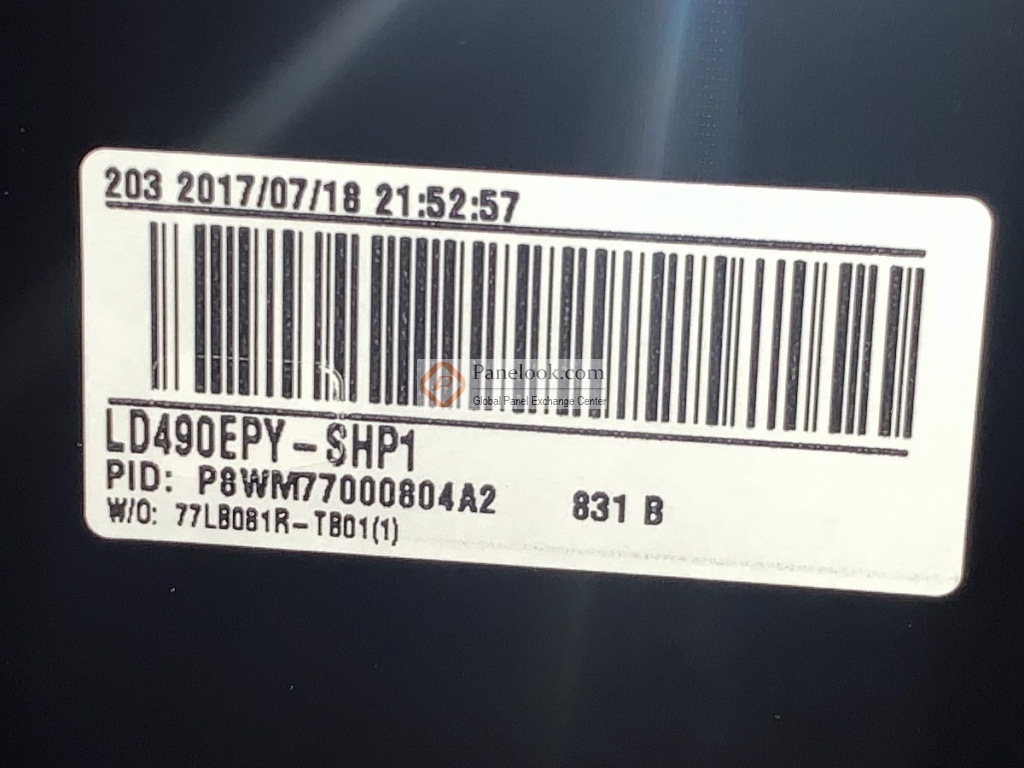 203 2017/07/18 21:52:57
Panelook.com
Global Panel Exchange Center
LD490EPY-SHP1
PID: P8WM77000804A2 831 B
W/O: 77LB081R-TB01(1)